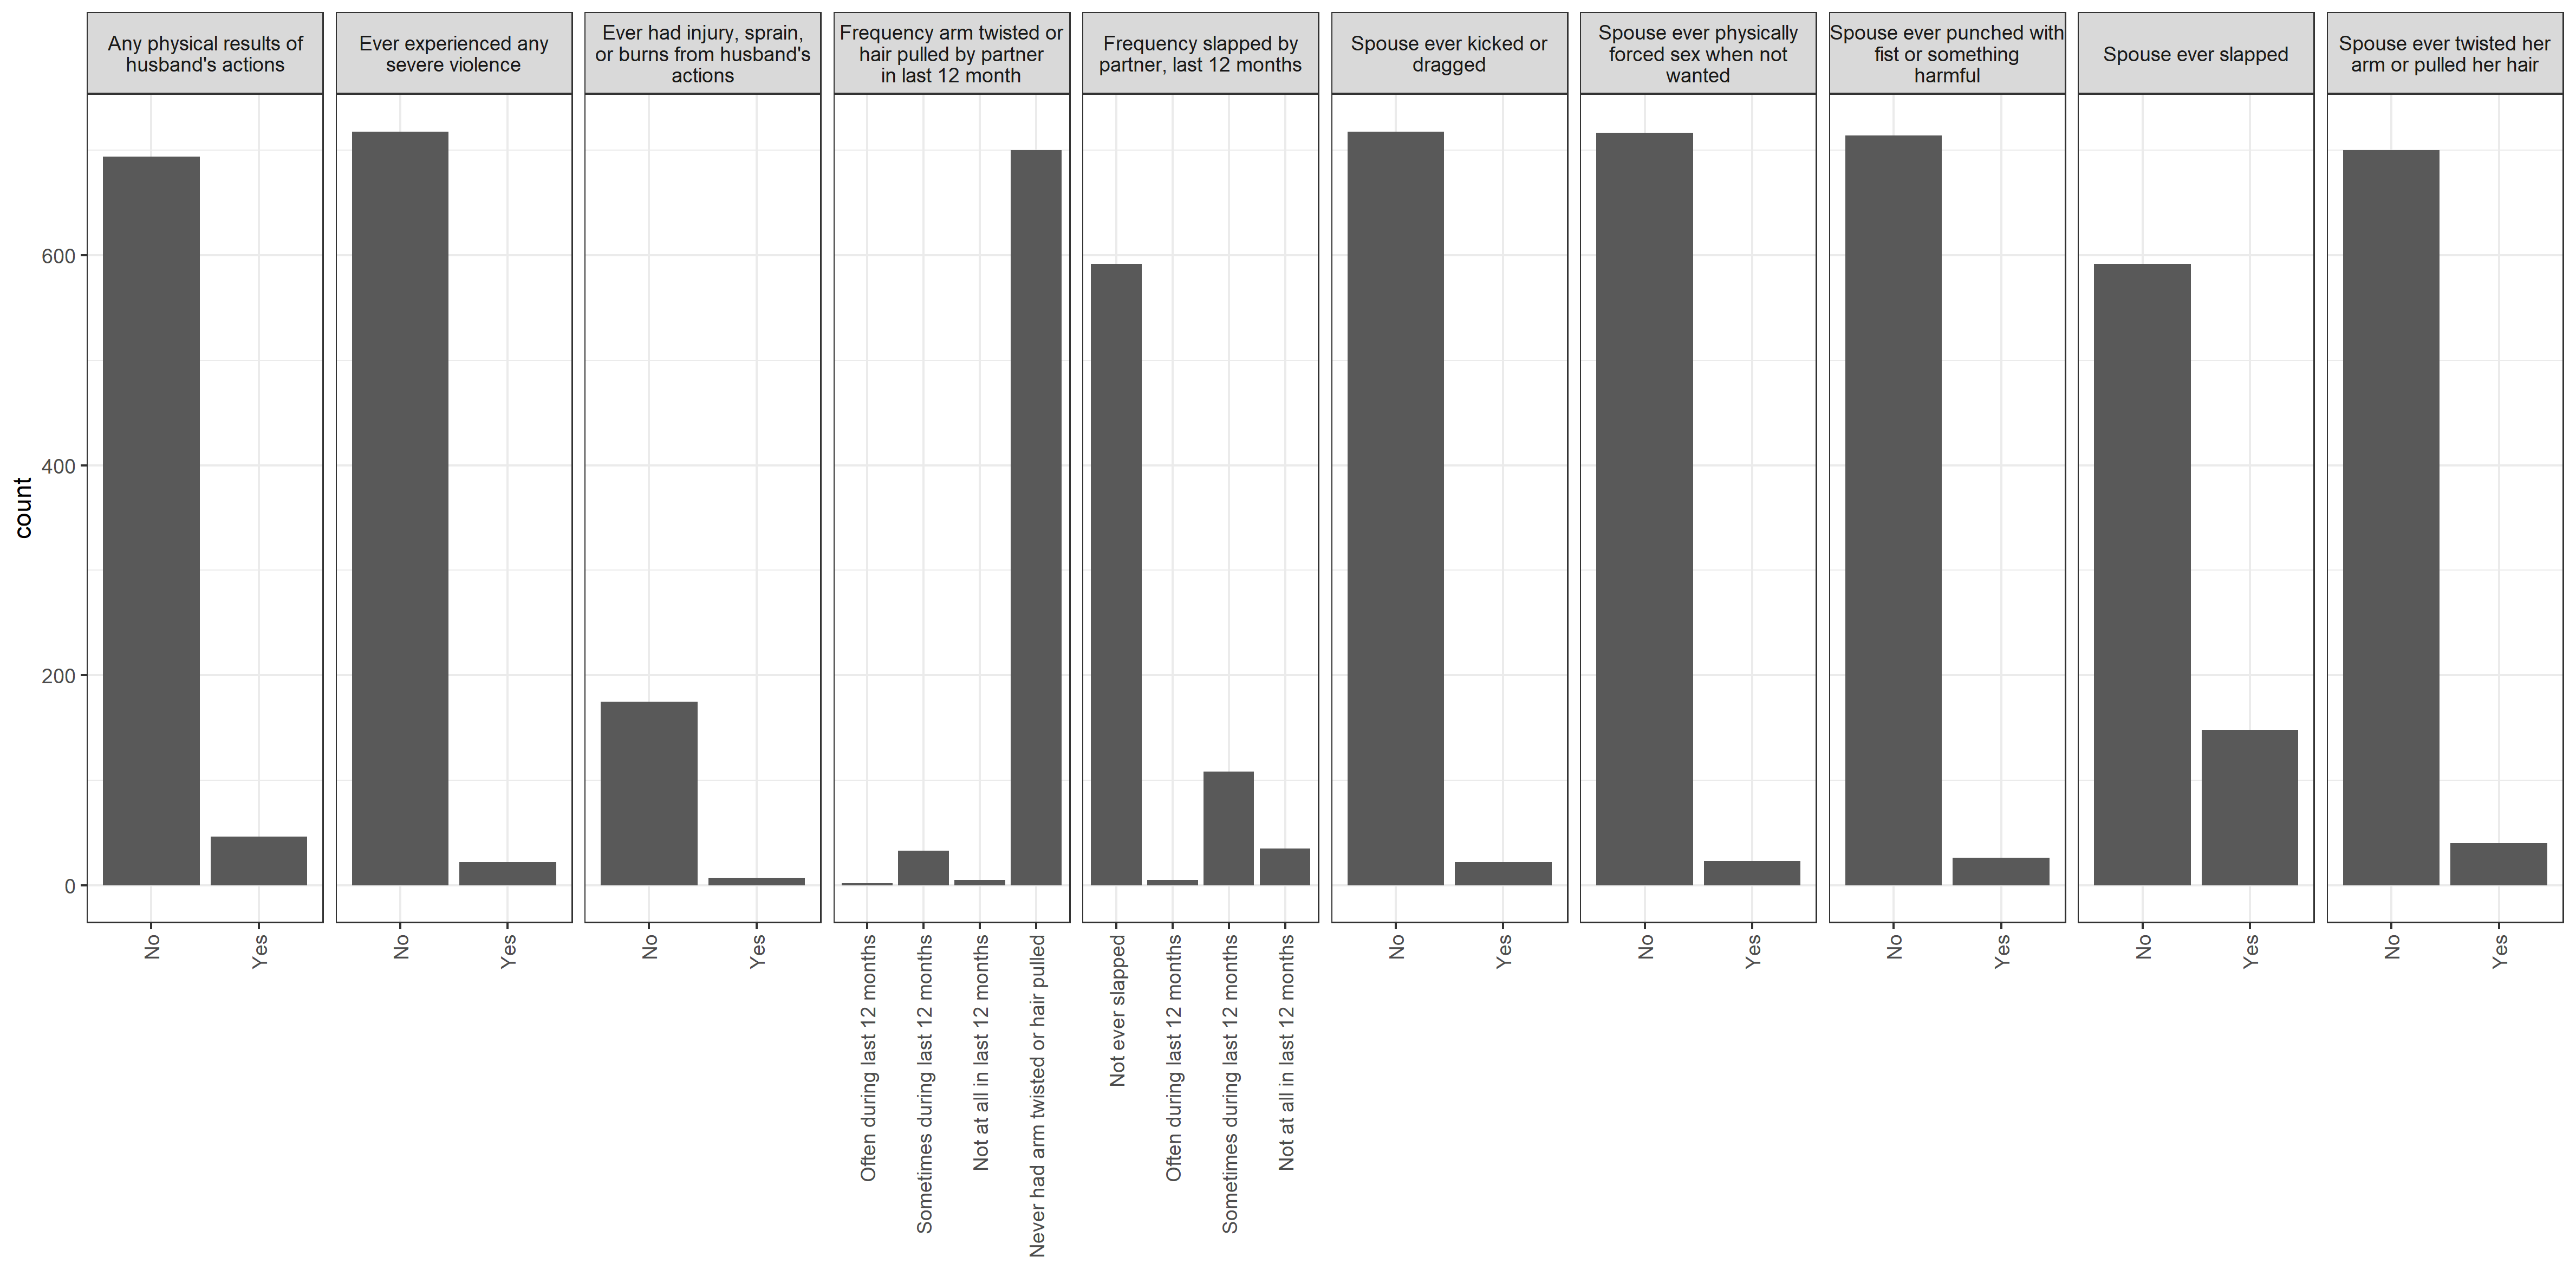 Any physical results of
husband's actions
Ever experienced any
severe violence
Ever had injury, sprain,
or burns from husband's
actions
Frequency arm twisted or
hair pulled by partner
in last 12 month
Frequency slapped by
partner, last 12 months
Spouse ever kicked or
dragged
Spouse ever physically
forced sex when not
wanted
Spouse ever punched with
fist or something
harmful
Spouse ever slapped
Spouse ever twisted her
arm or pulled her hair
count
600
400
200
0
No
Yes
No
Yes
No
Yes
Often during last 12 months
Sometimes during last 12 months
Not at all in last 12 months
Never had arm twisted or hair pulled
Not ever slapped
Often during last 12 months
Sometimes during last 12 months
Not at all in last 12 months
No
Yes
No
Yes
No
Yes
No
Yes
No
Yes